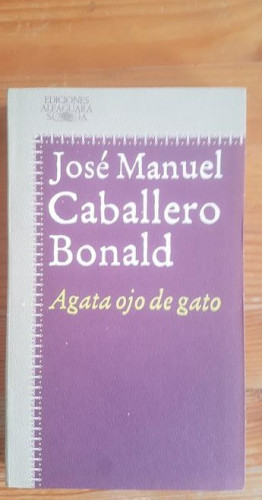 EDICIONES
ALFAGUARA
José Manuel
Caballero
Bonald
Agata ojo de gato